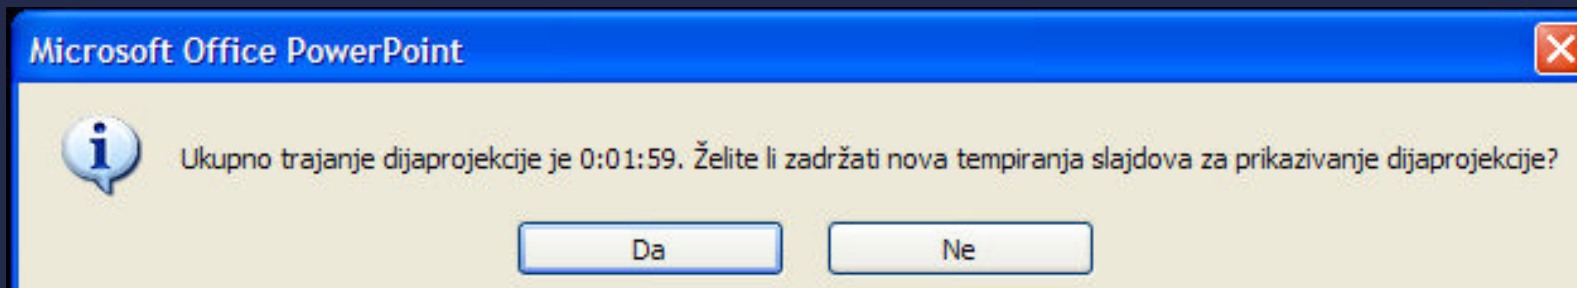 Microsoft Office PowerPoint
Ukupno trajanje dijaprojekcije je 0:01:59. Želite li zadržati nova tempiranja slajdova za prikazivanje dijaprojekcije?
Da Ne